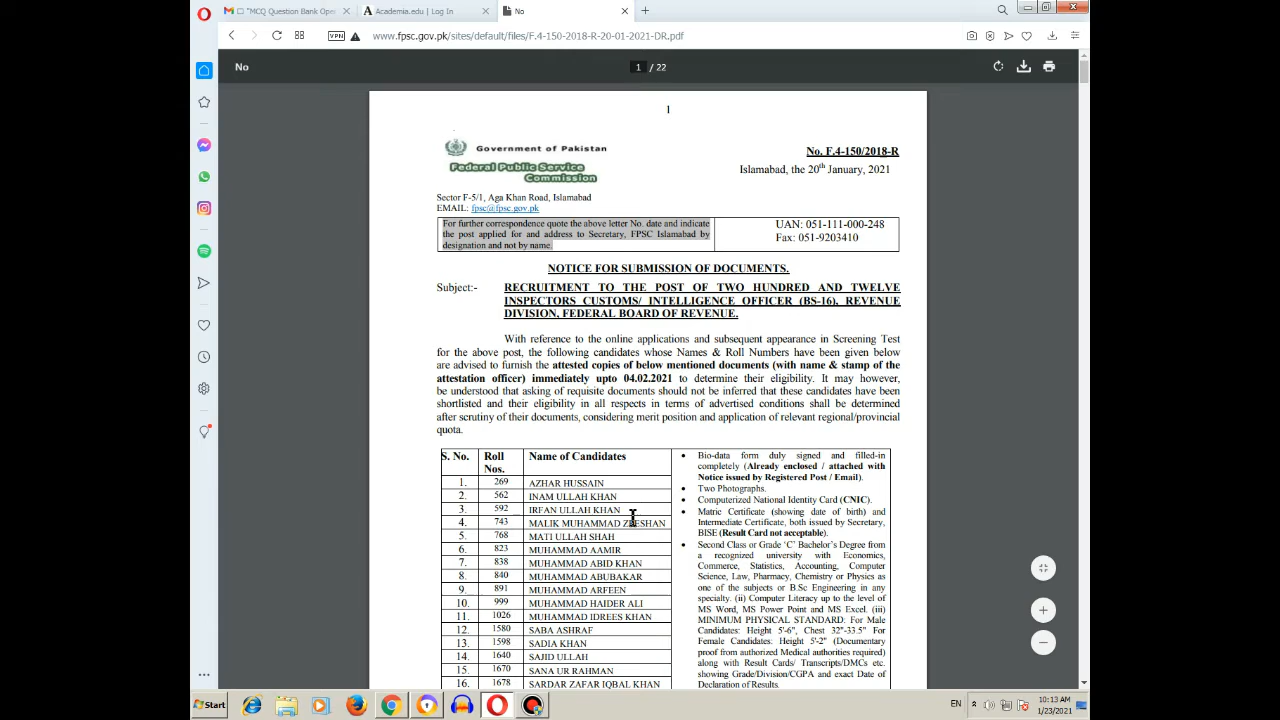 "MCQ Question Bank Ope
Academia.edu | Log In
No
VPN
www.fpsc.gov.pk/sites/default/files/F.4-150-2018-R-20-01-2021-DR.pdf
No
1 / 22
1
Government of Pakistan
Federal Public Service
Commission
No. F.4-150/2018-R
Islamabad, the 20th January, 2021
Sector F-5/1, Aga Khan Road, Islamabad
EMAIL: fpsc@fpsc.gov.pk
For further correspondence quote the above letter No. date and indicate
the post applied for and address to Secretary, FPSC Islamabad by
designation and not by name.
UAN: 051-111-000-248
Fax: 051-9203410
NOTICE FOR SUBMISSION OF DOCUMENTS.
Subject:- RECRUITMENT TO THE POST OF TWO HUNDRED AND TWELVE
INSPECTORS CUSTOMS/ INTELLIGENCE OFFICER (BS-16), REVENUE
DIVISION, FEDERAL BOARD OF REVENUE.
With reference to the online applications and subsequent appearance in Screening Test
for the above post, the following candidates whose Names & Roll Numbers have been given below
are advised to furnish the attested copies of below mentioned documents (with name & stamp of the
attestation officer) immediately upto 04.02.2021 to determine their eligibility. It may however,
be understood that asking of requisite documents should not be inferred that these candidates have been
shortlisted and their eligibility in all respects in terms of advertised conditions shall be determined
after scrutiny of their documents, considering merit position and application of relevant regional/provincial
quota.
S. No. Roll Nos. Name of Candidates
1. 269 AZHAR HUSSAIN
2. 562 INAM ULLAH KHAN
3. 592 IRFAN ULLAH KHAN
4. 743 MALIK MUHAMMAD ZEESHAN
5. 768 MATI ULLAH SHAH
6. 823 MUHAMMAD AAMIR
7. 838 MUHAMMAD ABID KHAN
8. 840 MUHAMMAD ABUBAKAR
9. 891 MUHAMMAD ARFEEN
10. 999 MUHAMMAD HAIDER ALI
11. 1026 MUHAMMAD IDREES KHAN
12. 1580 SABA ASHRAF
13. 1598 SADIA KHAN
14. 1640 SAJID ULLAH
15. 1670 SANA UR RAHMAN
16. 1678 SARDAR ZAFAR IQBAL KHAN
• Bio-data form duly signed and filled-in
completely (Already enclosed / attached with
Notice issued by Registered Post / Email).
• Two Photographs.
• Computerized National Identity Card (CNIC).
• Matric Certificate (showing date of birth) and
Intermediate Certificate, both issued by Secretary,
BISE (Result Card not acceptable).
• Second Class or Grade 'C' Bachelor's Degree from
a recognized university with Economics,
Commerce, Statistics, Accounting, Computer
Science, Law, Pharmacy, Chemistry or Physics as
one of the subjects or B.Sc Engineering in any
specialty. (ii) Computer Literacy up to the level of
MS Word, MS Power Point and MS Excel. (iii)
MINIMUM PHYSICAL STANDARD: For Male
Candidates: Height 5'-6", Chest 32"-33.5" For
Female Candidates: Height 5'-2" (Documentary
proof from authorized Medical authorities required)
along with Result Cards/ Transcripts/DMCs etc.
showing Grade/Division/CGPA and exact Date of
Declaration of Results.
Start
EN
10:13 AM
1/23/2021